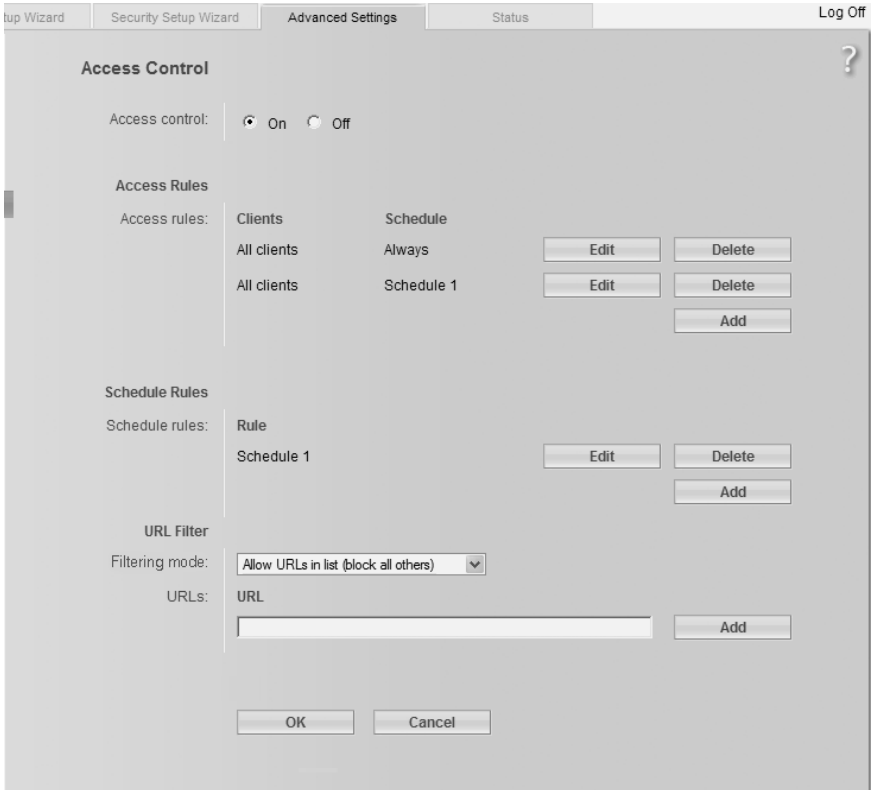 tup Wizard Security Setup Wizard Advanced Settings Status Log Off
Access Control ?
Access control: On Off
Access Rules
Access rules: Clients Schedule
All clients Always Edit Delete
All clients Schedule 1 Edit Delete
Add
Schedule Rules
Schedule rules: Rule
Schedule 1 Edit Delete
Add
URL Filter
Filtering mode: Allow URLs in list (block all others)
URLs: URL
Add
OK Cancel